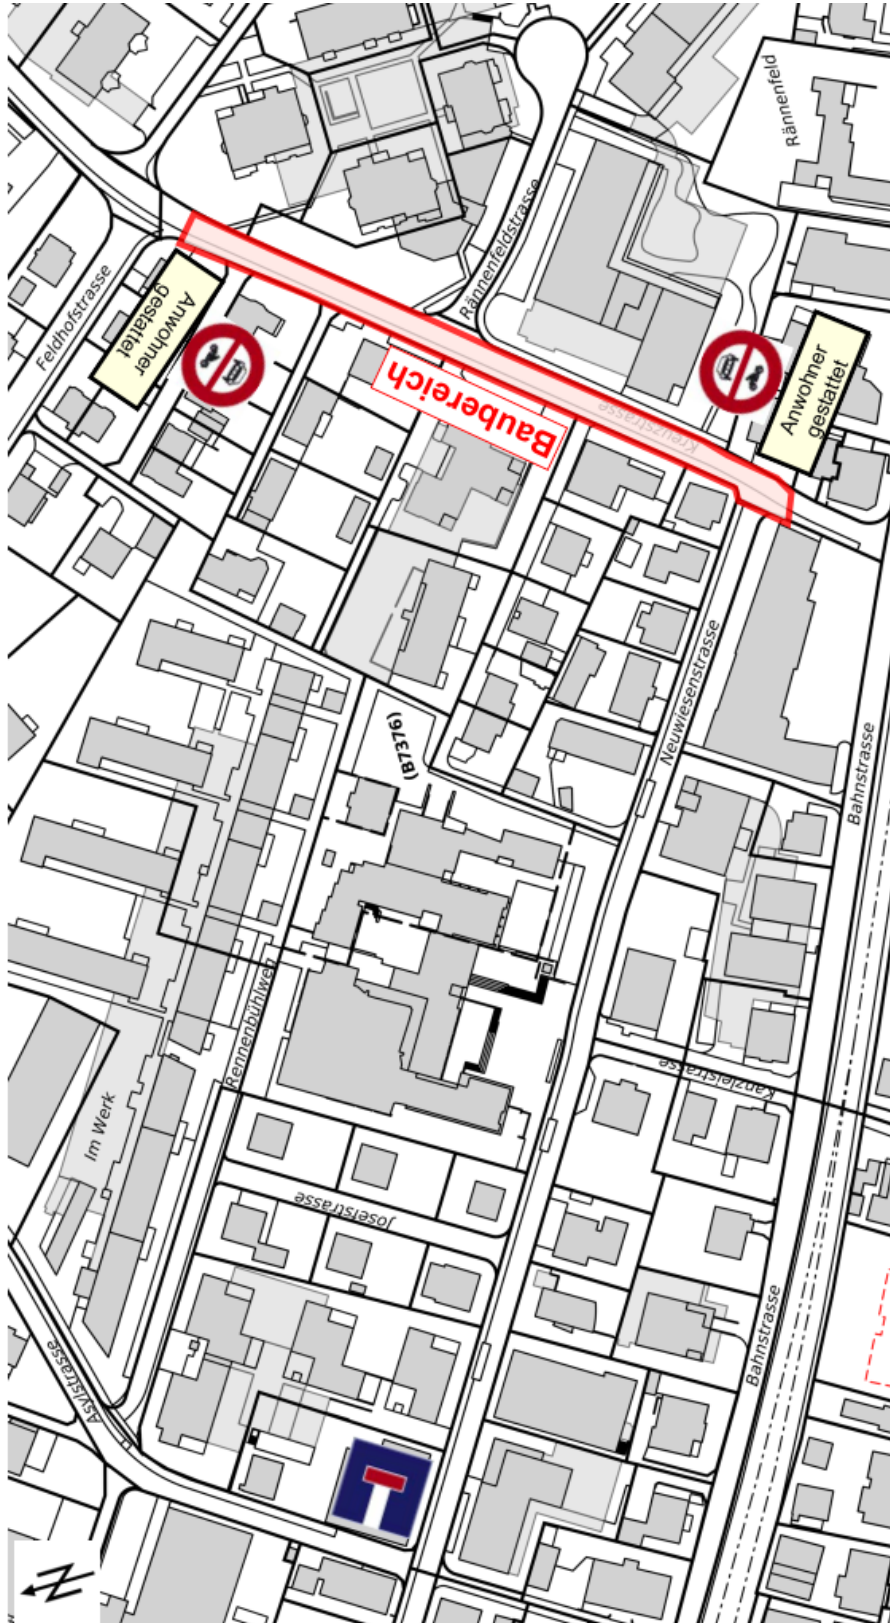 Rännenfeld
Rännenfeldstrasse
Feldhofstrasse
Anwohner
gestattet
Anwohner
gestattet
Baubereich
Kreuzstrasse
Neuwiesenstrasse
(B7376)
Bahnstrasse
Rennenbühlweg
Kanzleistrasse
Im Werk
Josefstrasse
Asylstrasse
Bahnstrasse
N